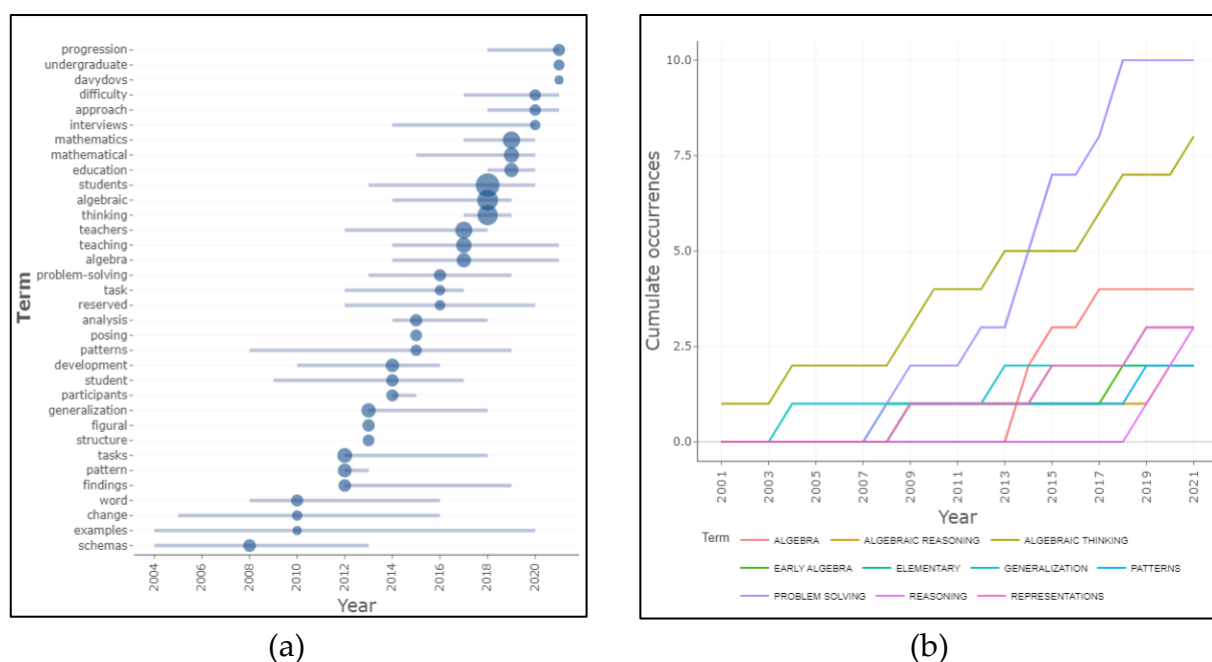 progression
undergraduate
davydovs
difficulty
approach
interviews
mathematics
mathematical
education
students
algebraic
thinking
teachers
teaching
algebra
problem-solving
task
reserved
analysis
posing
patterns
development
student
participants
generalization
figural
structure
tasks
pattern
findings
word
change
examples
schemas
Term
2004 2006 2008 2010 2012 2014 2016 2018 2020
Year
(a)
10.0
7.5
5.0
2.5
0.0
Cumulate occurrences
2001 2003 2005 2007 2009 2011 2013 2015 2017 2019 2021
Year
Term ALGEBRA ALGEBRAIC REASONING ALGEBRAIC THINKING
EARLY ALGEBRA ELEMENTARY GENERALIZATION PATTERNS
PROBLEM SOLVING REASONING REPRESENTATIONS
(b)